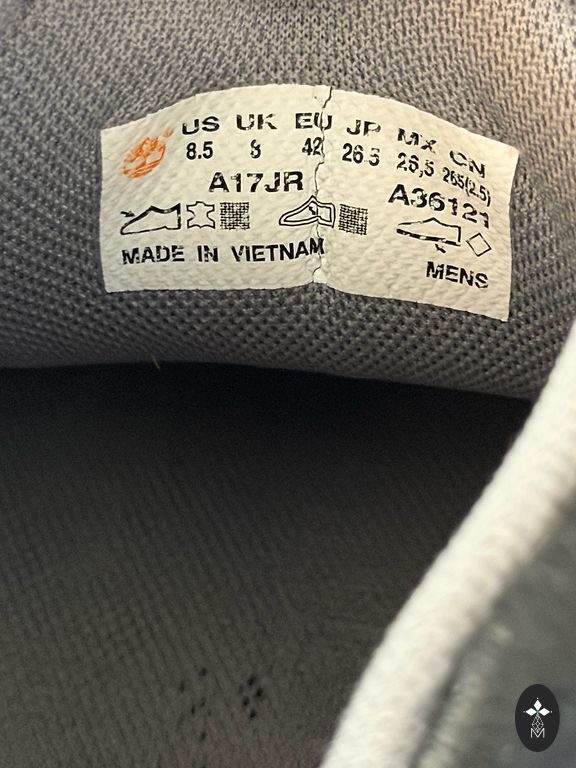 US UK EU JP MX CN
8.5 8 42 26.5 26,5 265(2.5)
A17JR A36121
MADE IN VIETNAM
MENS
M